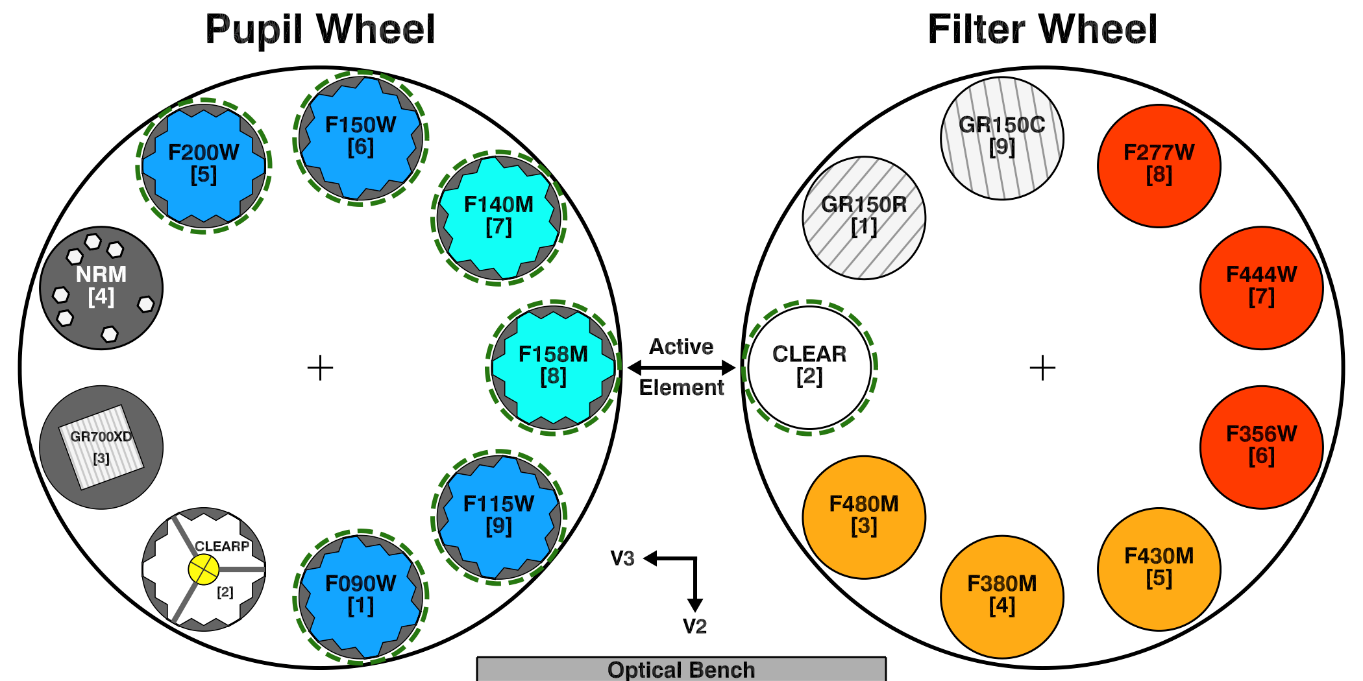 Pupil Wheel
Filter Wheel
F150W
[6]
F200W
[5]
F140M
[7]
NRM
[4]
F158M
[8]
GR700XD
[3]
F115W
[9]
CLEARP
[2]
F090W
[1]
Active
Element
V3
V2
Optical Bench
GR150C
[9]
F277W
[8]
GR150R
[1]
F444W
[7]
CLEAR
[2]
F356W
[6]
F480M
[3]
F430M
[5]
F380M
[4]